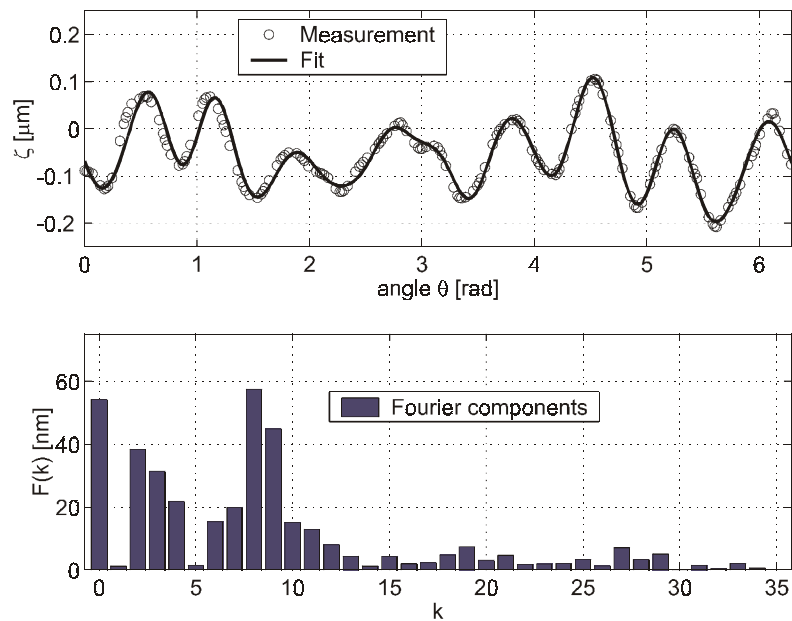 0.2
0.1
0
-0.1
-0.2
ζ [μm]
Measurement
Fit
0 1 2 3 4 5 6
angle θ [rad]
60
40
20
0
F(k) [nm]
Fourier components
0 5 10 15 20 25 30 35
k